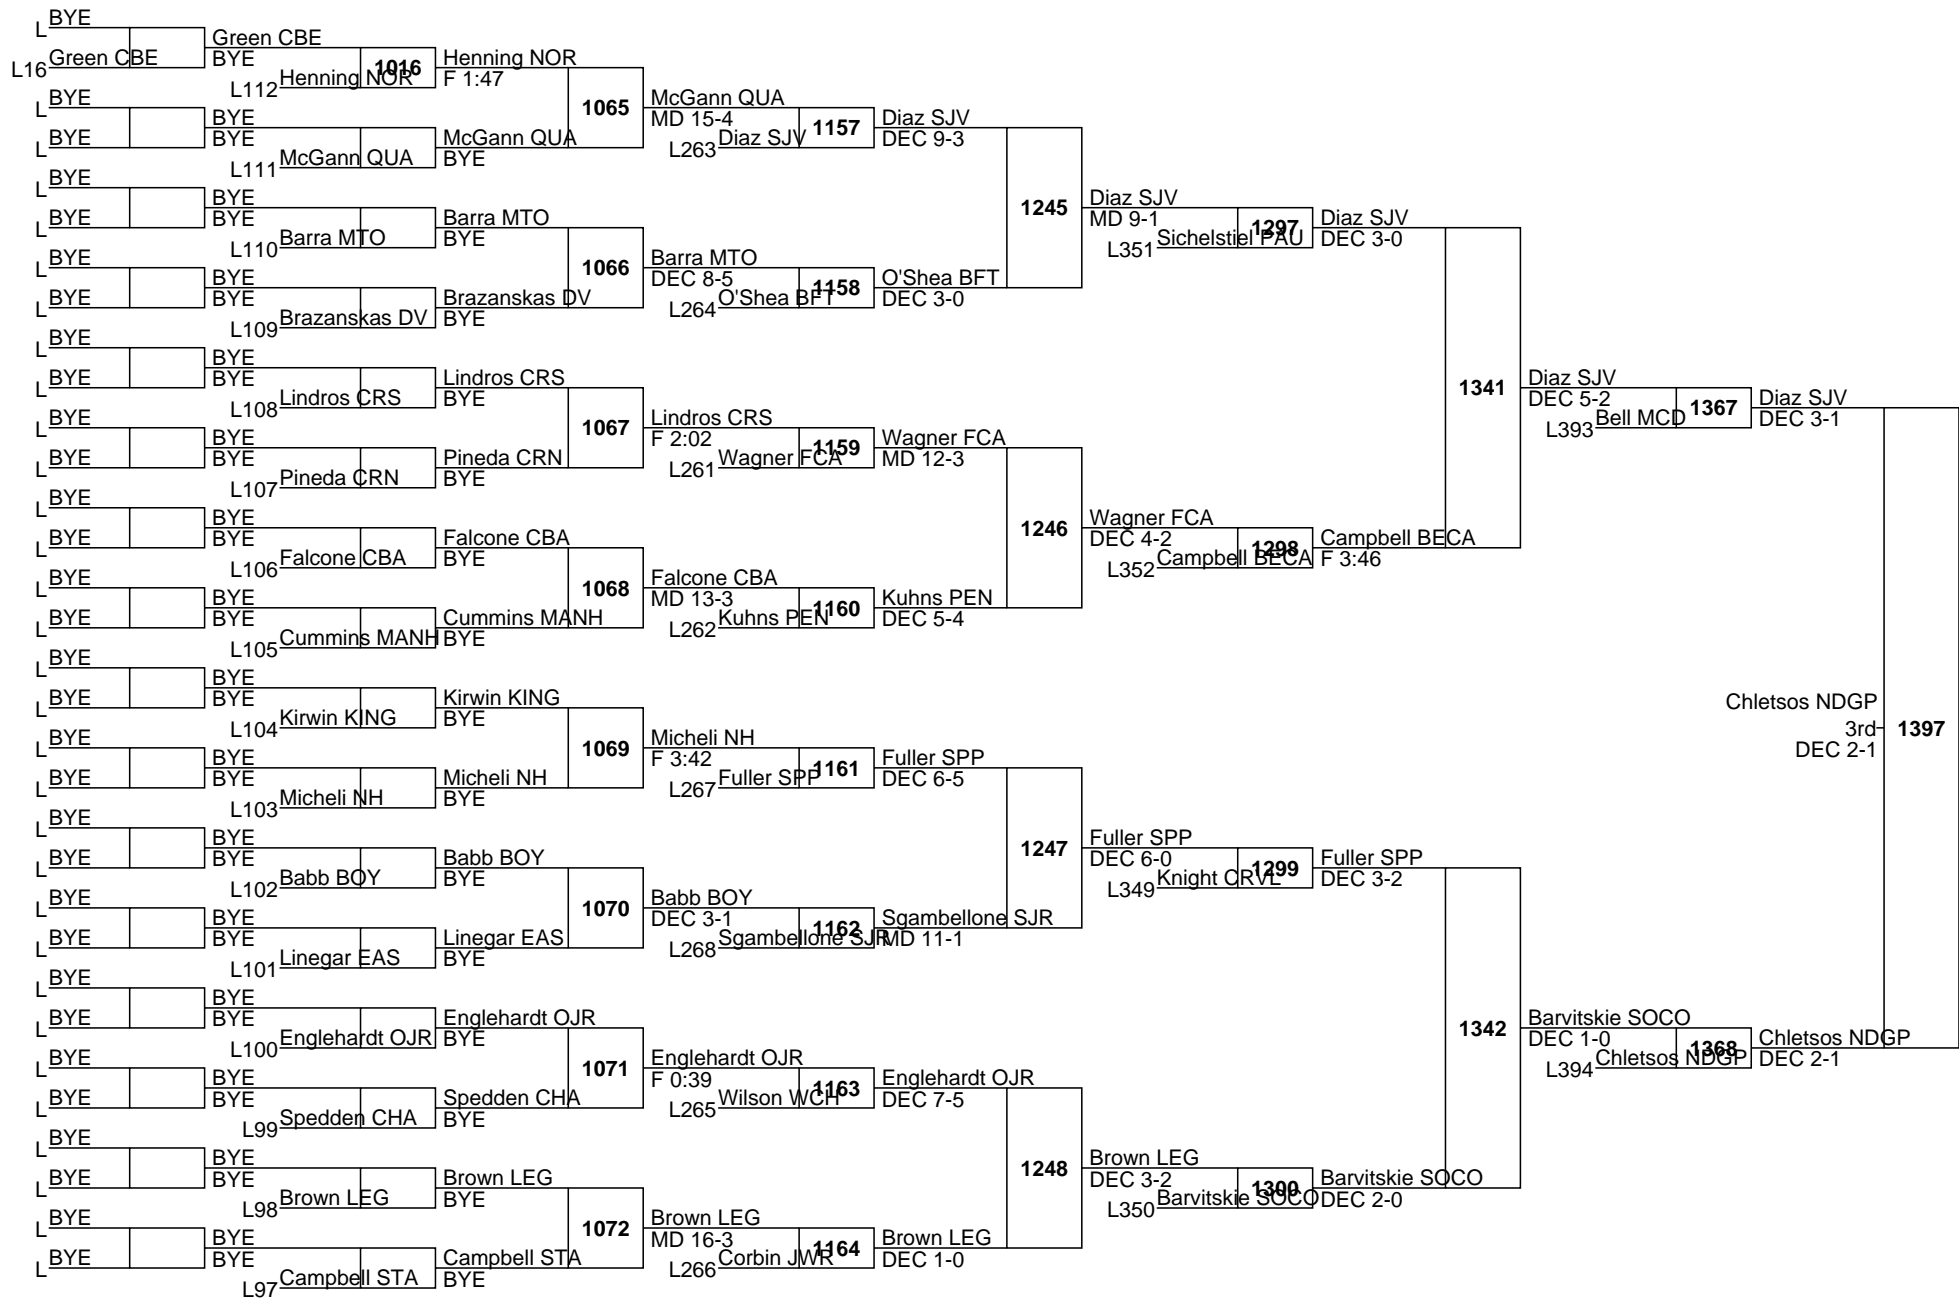 BYE
L
Green CBE
L16
Green CBE
BYE
L112 Henning NOR
1016
Henning NOR
F 1:47
BYE
L
BYE
L
BYE
BYE
L111 McGann QUA
McGann QUA
BYE
1065
McGann QUA
MD 15-4
L263 Diaz SJV
1157
Diaz SJV
DEC 9-3
BYE
L
BYE
L
BYE
BYE
L110 Barra MTO
Barra MTO
BYE
BYE
L
BYE
L
BYE
BYE
L109 Brazanskas DV
Brazanskas DV
BYE
1066
Barra MTO
DEC 8-5
L264 O'Shea BFT
1158
O'Shea BFT
DEC 3-0
1245
Diaz SJV
MD 9-1
L351 Sichelstiel PAU
1297
Diaz SJV
DEC 3-0
BYE
L
BYE
L
BYE
BYE
L108 Lindros CRS
Lindros CRS
BYE
BYE
L
BYE
L
BYE
BYE
L107 Pineda CRN
Pineda CRN
BYE
1067
Lindros CRS
F 2:02
L261 Wagner FCA
1159
Wagner FCA
MD 12-3
BYE
L
BYE
L
BYE
BYE
L106 Falcone CBA
Falcone CBA
BYE
BYE
L
BYE
L
BYE
BYE
L105 Cummins MANH
Cummins MANH
BYE
1068
Falcone CBA
MD 13-3
L262 Kuhns PEN
1160
Kuhns PEN
DEC 5-4
1246
Wagner FCA
DEC 4-2
L352 Campbell BECA
1298
Campbell BECA
F 3:46
1341
Diaz SJV
DEC 5-2
L393 Bell MCD
1367
Diaz SJV
DEC 3-1
BYE
L
BYE
L
BYE
BYE
L104 Kirwin KING
Kirwin KING
BYE
BYE
L
BYE
L
BYE
BYE
L103 Micheli NH
Micheli NH
BYE
1069
Micheli NH
F 3:42
L267 Fuller SPP
1161
Fuller SPP
DEC 6-5
BYE
L
BYE
L
BYE
BYE
L102 Babb BOY
Babb BOY
BYE
BYE
L
BYE
L
BYE
BYE
L101 Linegar EAS
Linegar EAS
BYE
1070
Babb BOY
DEC 3-1
L268 Sgambellone SJR
1162
Sgambellone SJR
MD 11-1
1247
Fuller SPP
DEC 6-0
L349 Knight CRVL
1299
Fuller SPP
DEC 3-2
BYE
L
BYE
L
BYE
BYE
L100 Englehardt OJR
Englehardt OJR
BYE
BYE
L
BYE
L
BYE
BYE
L99 Spedden CHA
Spedden CHA
BYE
1071
Englehardt OJR
F 0:39
L265 Wilson WCH
1163
Englehardt OJR
DEC 7-5
BYE
L
BYE
L
BYE
BYE
L98 Brown LEG
Brown LEG
BYE
BYE
L
BYE
L
BYE
BYE
L97 Campbell STA
Campbell STA
BYE
1072
Brown LEG
MD 16-3
L266 Corbin JWR
1164
Brown LEG
DEC 1-0
1248
Brown LEG
DEC 3-2
L350 Barvitskie SOCO
1300
Barvitskie SOCO
DEC 2-0
1342
Barvitskie SOCO
DEC 1-0
L394 Chletsos NDGP
1368
Chletsos NDGP
DEC 2-1
Chletsos NDGP
3rd
DEC 2-1
1397